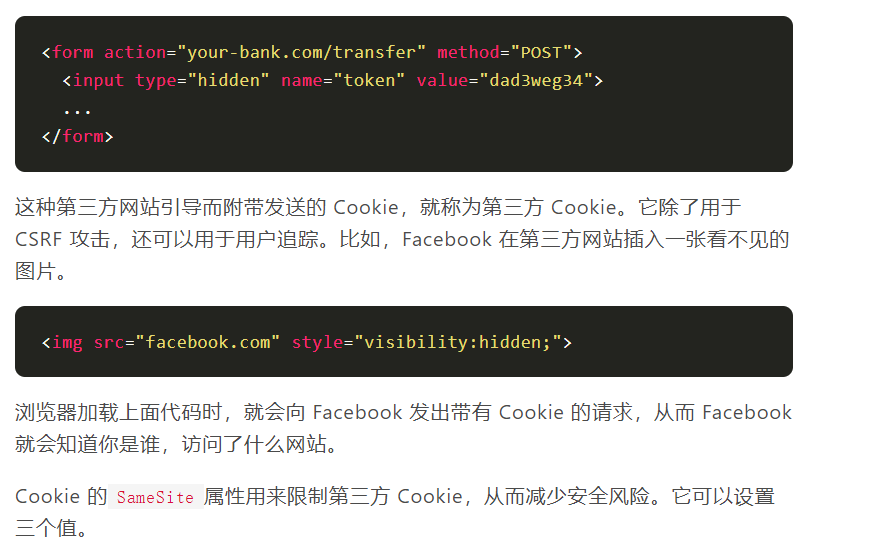 <form action="your-bank.com/transfer" method="POST">
  <input type="hidden" name="token" value="dad3weg34">
  ...
</form>
这种第三方网站引导而附带发送的 Cookie，就称为第三方 Cookie。它除了用于
CSRF 攻击，还可以用于用户追踪。比如，Facebook 在第三方网站插入一张看不见的
图片。
<img src="facebook.com" style="visibility:hidden;">
浏览器加载上面代码时，就会向 Facebook 发出带有 Cookie 的请求，从而 Facebook
就会知道你是谁，访问了什么网站。
Cookie 的 SameSite 属性用来限制第三方 Cookie，从而减少安全风险。它可以设置
三个值。